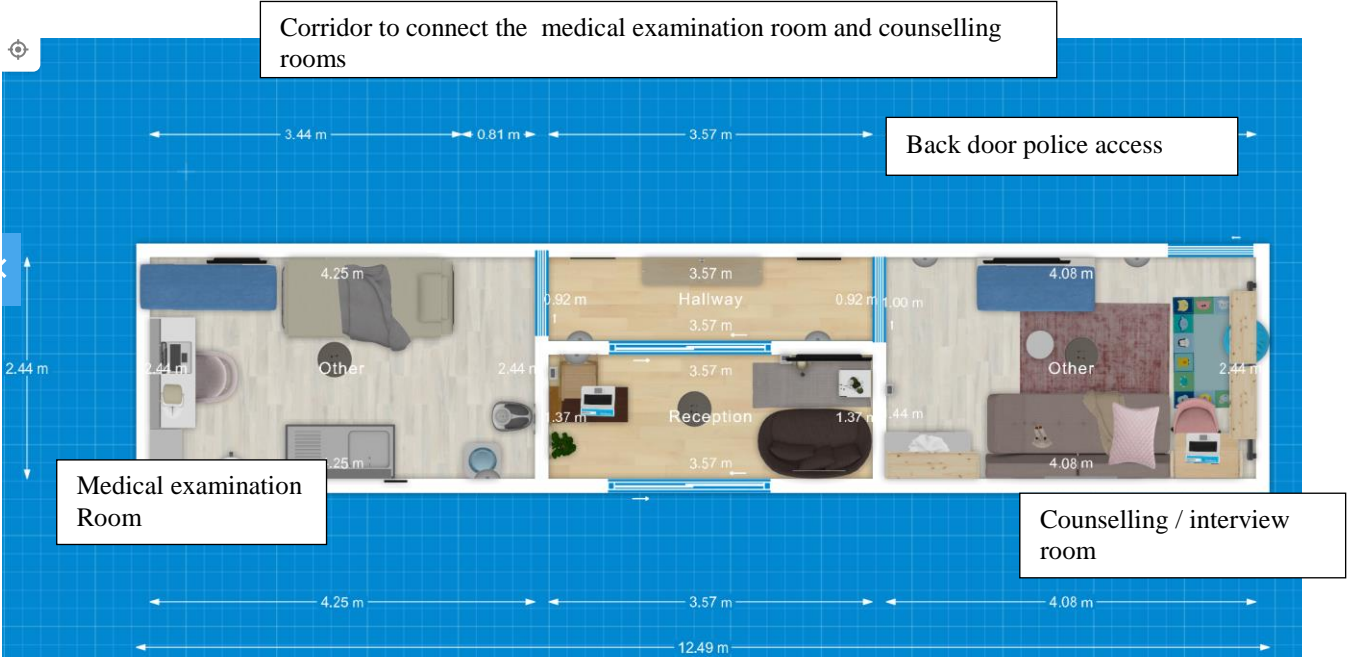 Corridor to connect the medical examination room and counselling
rooms
3.44 m
0.81 m
3.57 m
Back door police access
4.25 m
3.57 m
4.08 m
0.92 m
Hallway
0.92 m
1.00 m
3.57 m
2.44 m
2.44 m
Other
2.44 m
3.57 m
Other
2.44 m
1.37 m
Reception
1.37 m
1.44 m
.25 m
3.57 m
4.08 m
Medical examination
Room
Counselling / interview
room
4.25 m
3.57 m
4.08 m
12.49 m